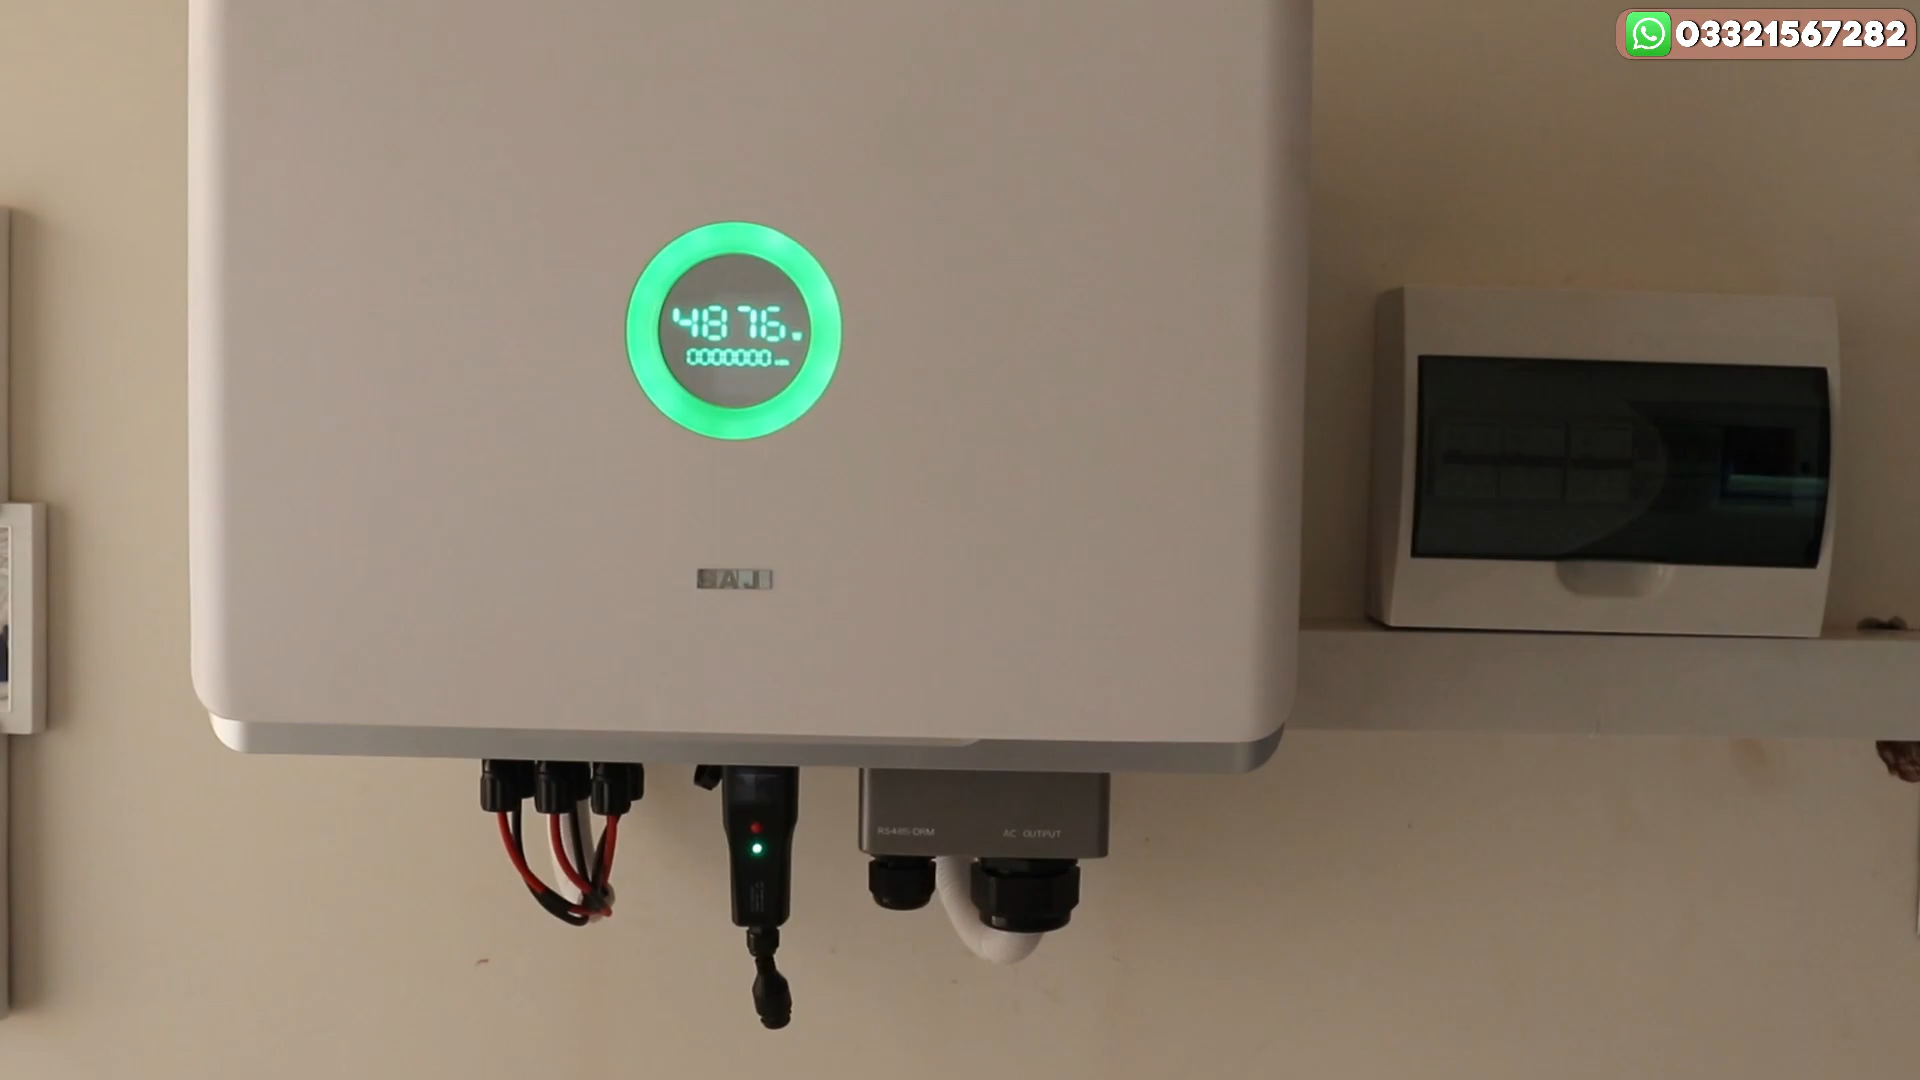 03321567282
4876 W
0000000
SAJ
RS485-DRM
AC OUTPUT